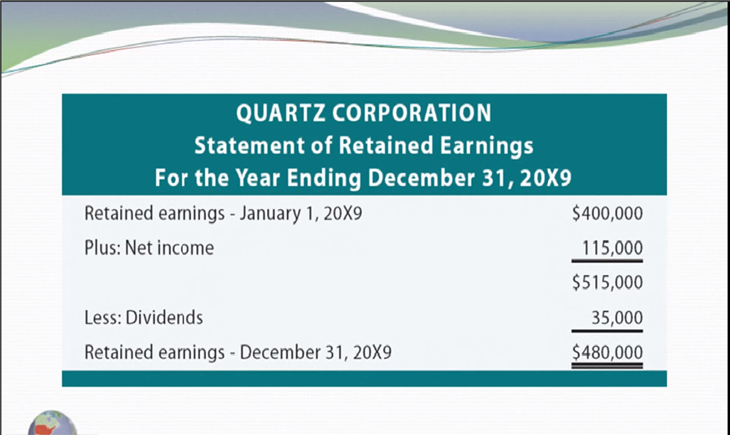 QUARTZ CORPORATION
Statement of Retained Earnings
For the Year Ending December 31, 20X9
Retained earnings - January 1, 20X9 $400,000
Plus: Net income 115,000
$515,000
Less: Dividends 35,000
Retained earnings - December 31, 20X9 $480,000